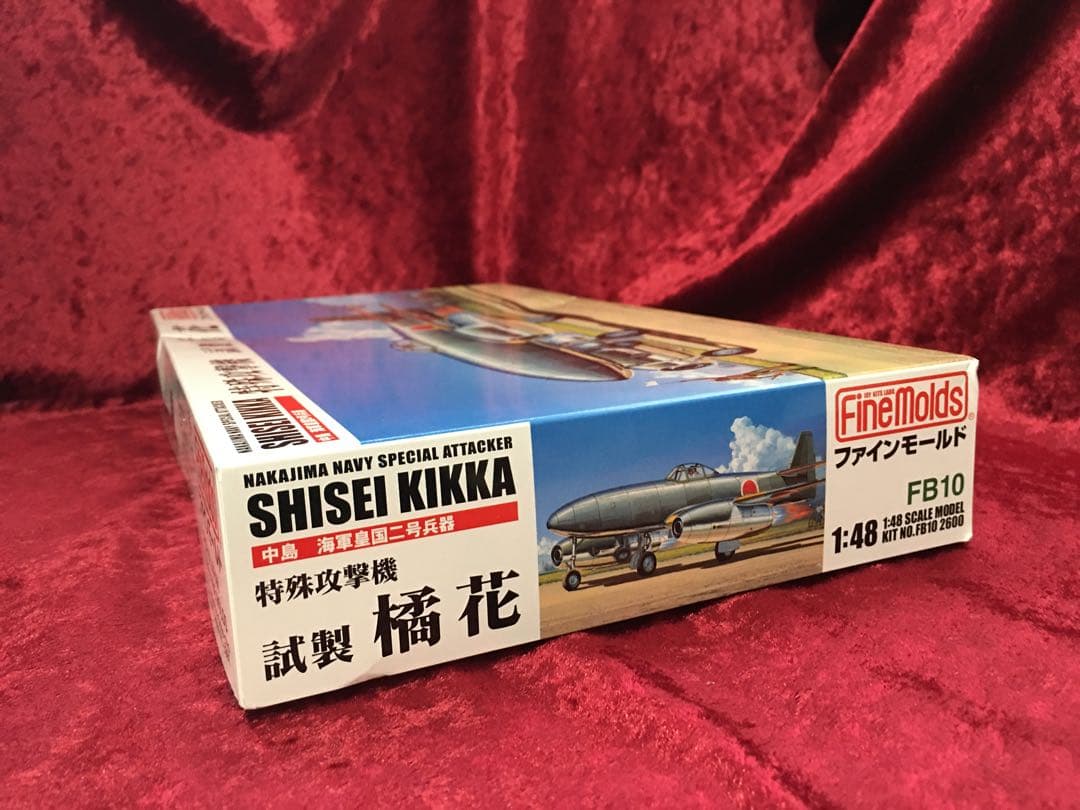 NAKAJIMA NAVY SPECIAL ATTACKER
SHISEI KIKKA
中島 海軍皇国二号兵器
特殊攻撃機
試製 橘花
FineMolds
ファインモールド
FB10
1:48 1:48 SCALE MODEL
KIT NO.FB10 2600